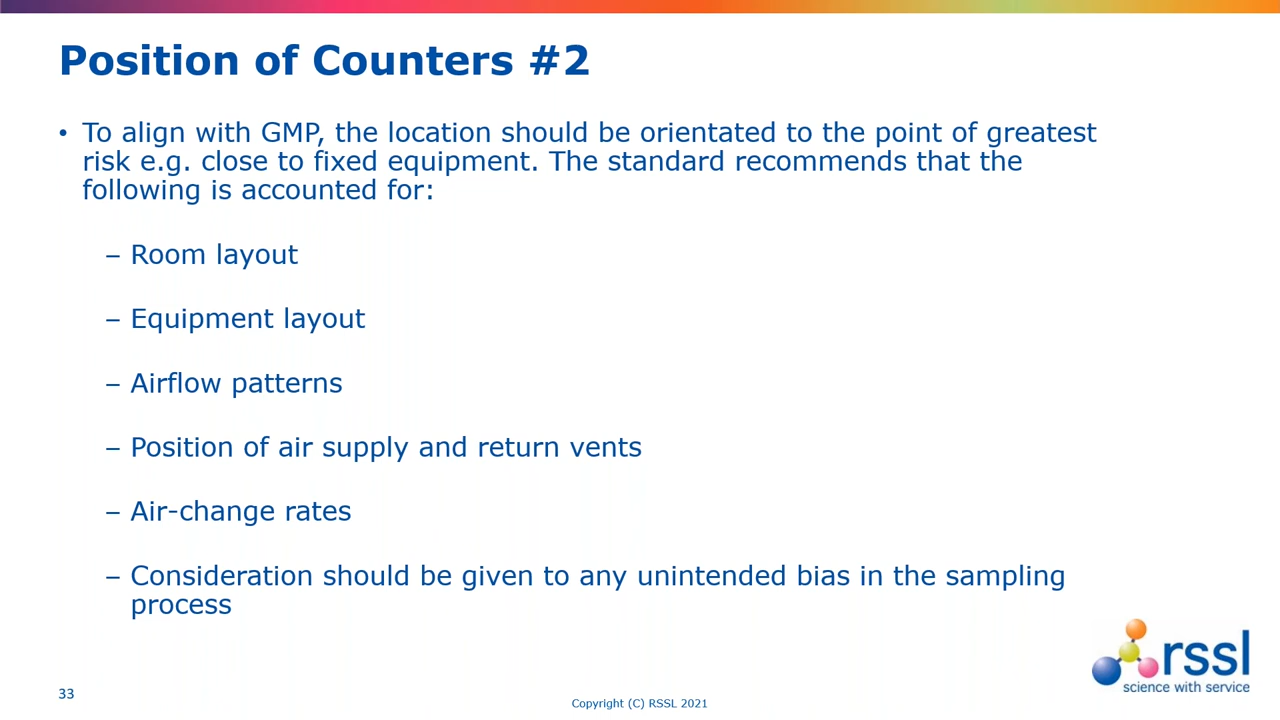 Position of Counters #2
• To align with GMP, the location should be orientated to the point of greatest
risk e.g. close to fixed equipment. The standard recommends that the
following is accounted for:
– Room layout
– Equipment layout
– Airflow patterns
– Position of air supply and return vents
– Air-change rates
– Consideration should be given to any unintended bias in the sampling
process
rssl
science with service
33
Copyright (C) RSSL 2021